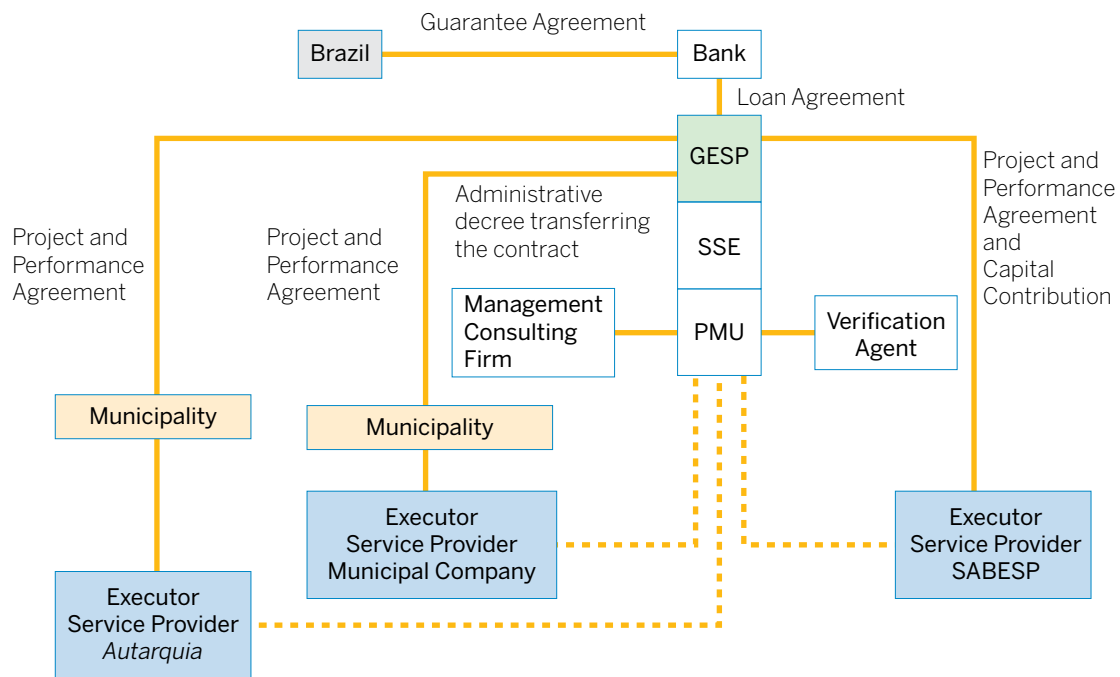 Guarantee Agreement
Brazil
Bank
Loan Agreement
GESP
Project and
Performance
Agreement
and
Capital
Contribution
Administrative
decree transferring
the contract
Project and
Performance
Agreement
Project and
Performance
Agreement
SSE
Management
Consulting
Firm
PMU
Verification
Agent
Municipality
Municipality
Executor
Service Provider
Municipal Company
Executor
Service Provider
SABESP
Executor
Service Provider
Autarquia